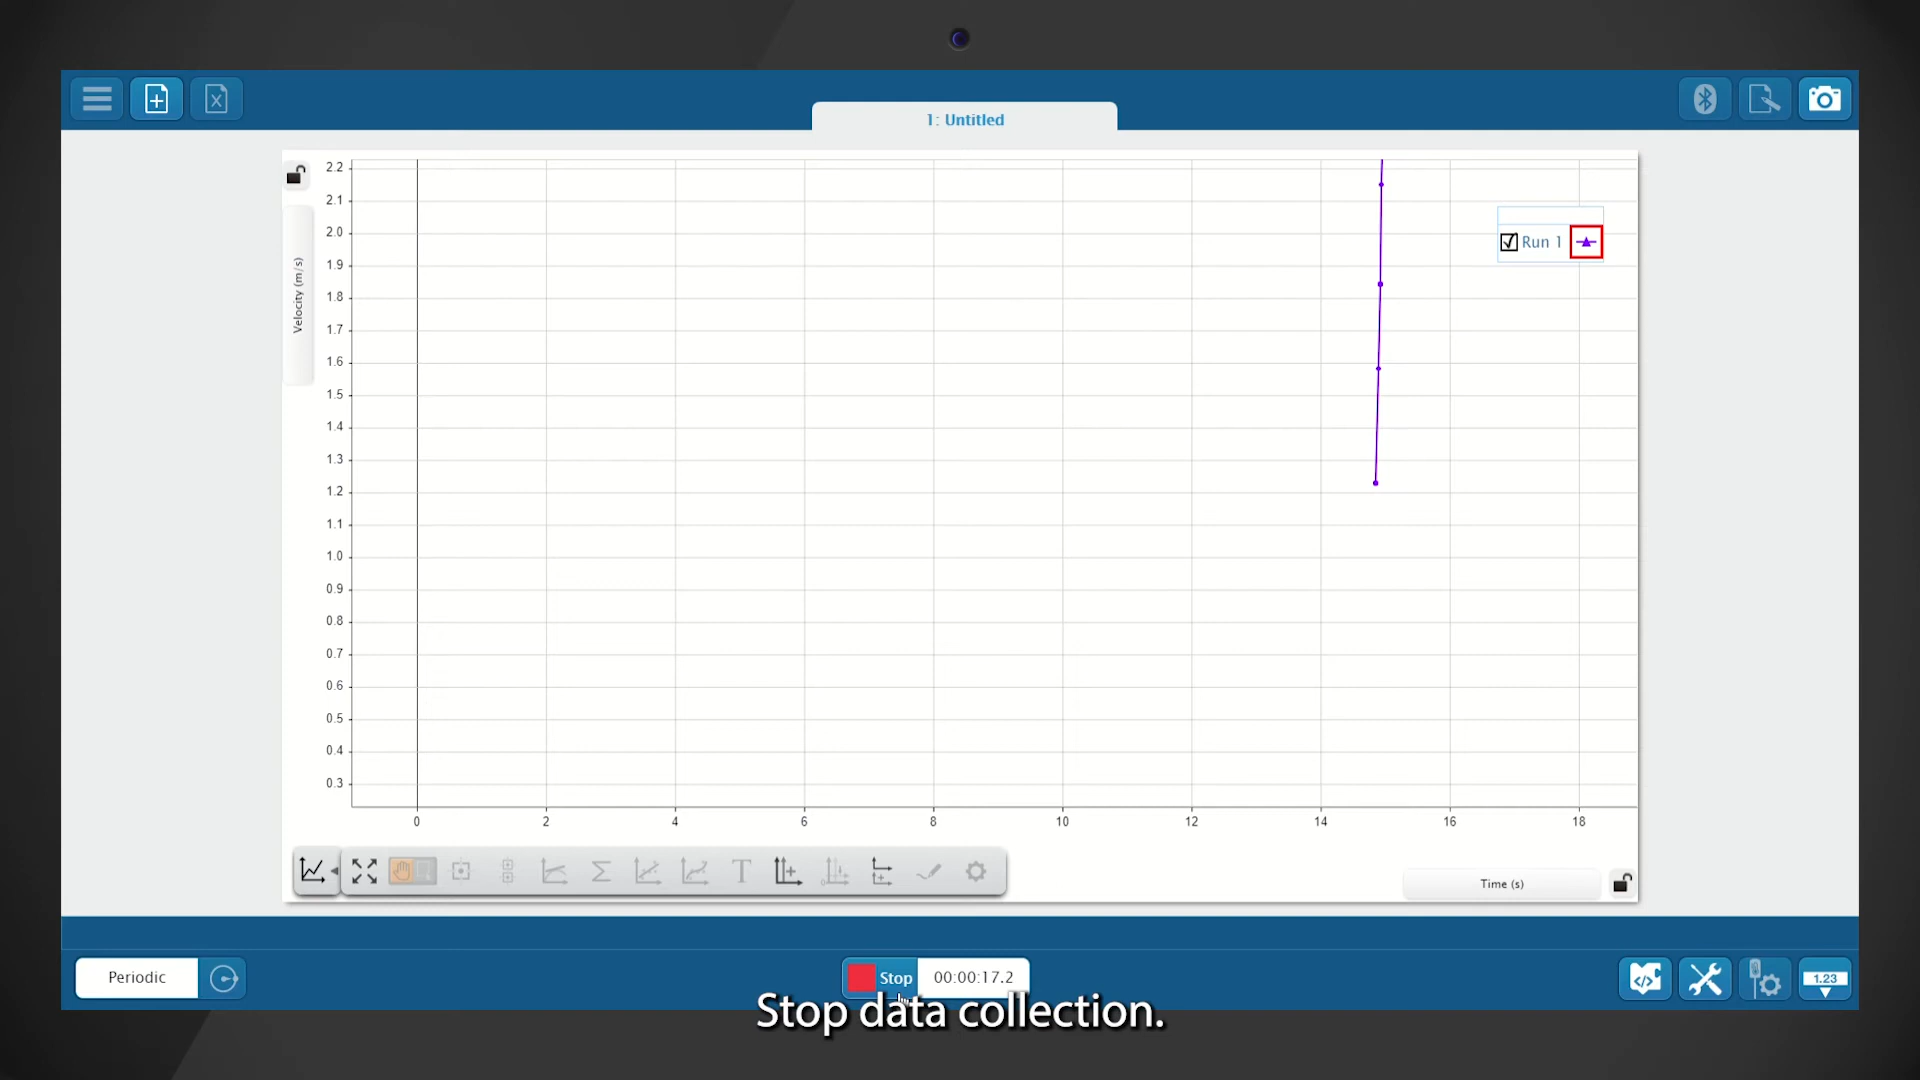 1: Untitled
2.2
2.1
2.0
1.9
1.8
1.7
1.6
1.5
1.4
1.3
1.2
1.1
1.0
0.9
0.8
0.7
0.6
0.5
0.4
0.3
Velocity (m/s)
Run 1
0 2 4 6 8 10 12 14 16 18
Time (s)
Periodic
Stop 00:00:17.2
1.23
Stop data collection.